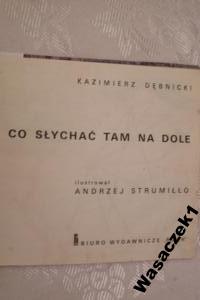 KAZIMIERZ DĘBNICKI
CO SŁYCHAĆ TAM NA DOLE
ilustrował
ANDRZEJ STRUMIŁŁO
BIURO WYDAWNICZE
Wasaczek1